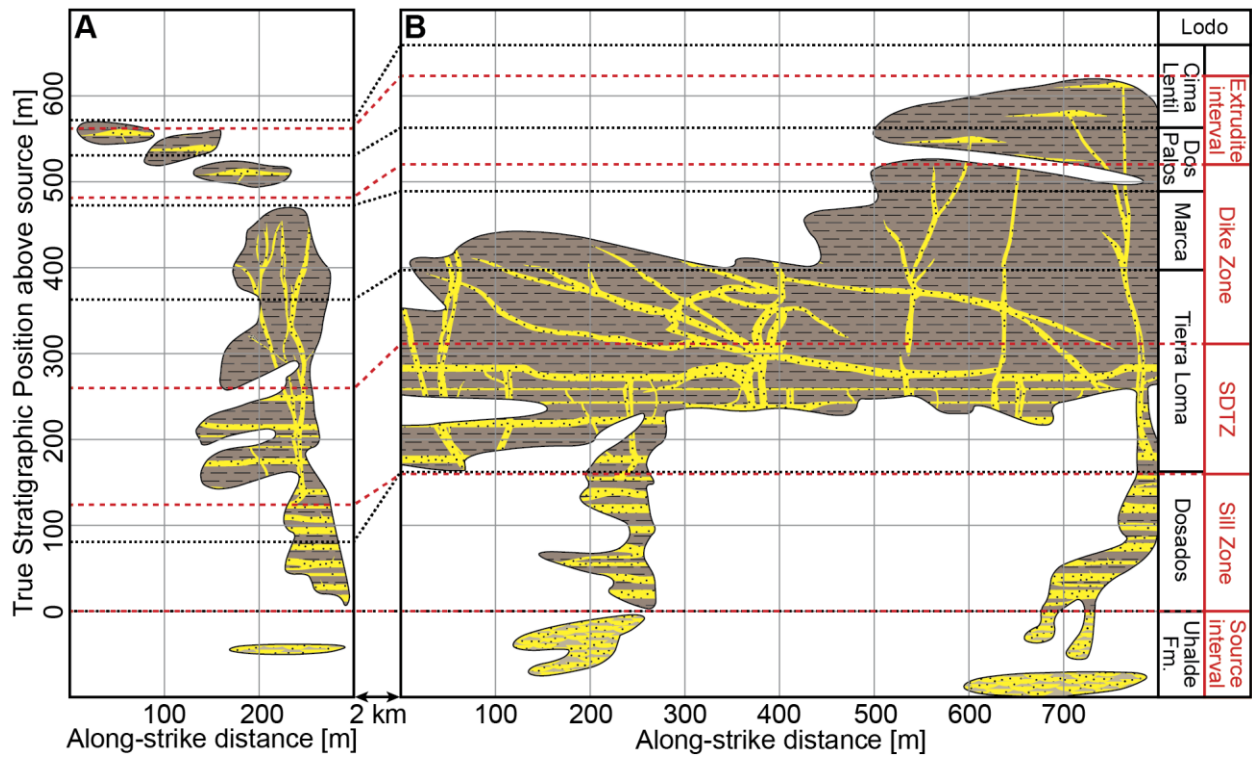 A
B
Lodo
True Stratigraphic Position above source [m]
600
500
400
300
200
100
0
Cima
Lentil
Dos
Palos
Marca
Tierra Loma
Dosados
Uhalde
Fm.
Extrudite
interval
Dike Zone
SDTZ
Sill Zone
Source
interval
100
200
2 km
100
200
300
400
500
600
700
Along-strike distance [m]
Along-strike distance [m]